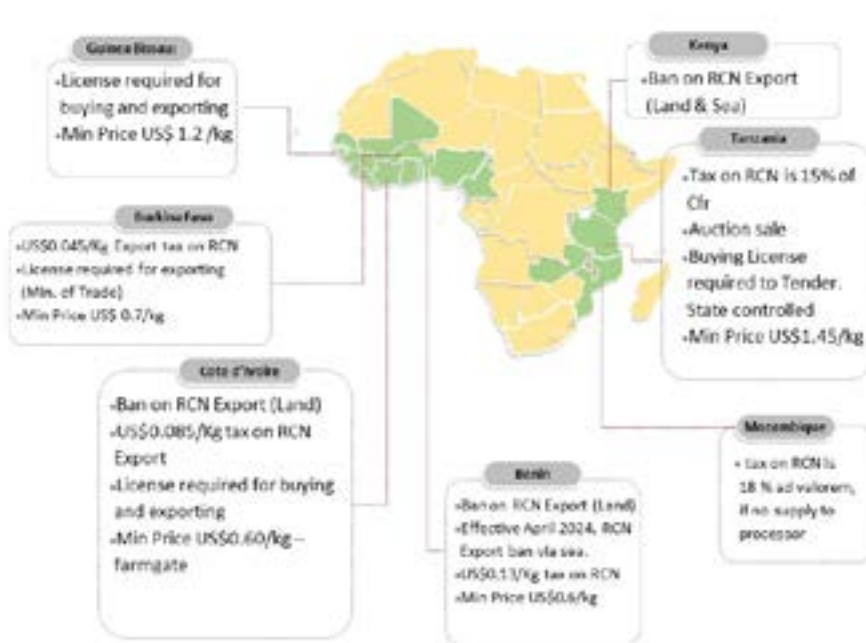 Guinea Bissau
•License required for
buying and exporting
•Min Price US$ 1.2 /kg
Kenya
• Ban on RCN Export
(Land & Sea)
Tanzania
•Tax on RCN is 15% of
Cfr
•Auction sale
•Buying License
required to Tender.
State controlled
•Min Price US$1.45/kg
Burkina Faso
•US$0.045/Kg Export tax on RCN
•License required for exporting
(Min. of Trade)
•Min Price US$ 0.7/kg
Cote d'Ivoire
•Ban on RCN Export (Land)
•US$0.085/Kg tax on RCN
Export
•License required for buying
and exporting
•Min Price US$0.60/kg –
farmgate
Benin
•Ban on RCN Export (Land)
•Effective April 2024, RCN
Export ban via sea.
•US$0.13/Kg tax on RCN
•Min Price US$0.6/kg
Mozambique
• tax on RCN is
18 % ad valorem,
if no supply to
processor